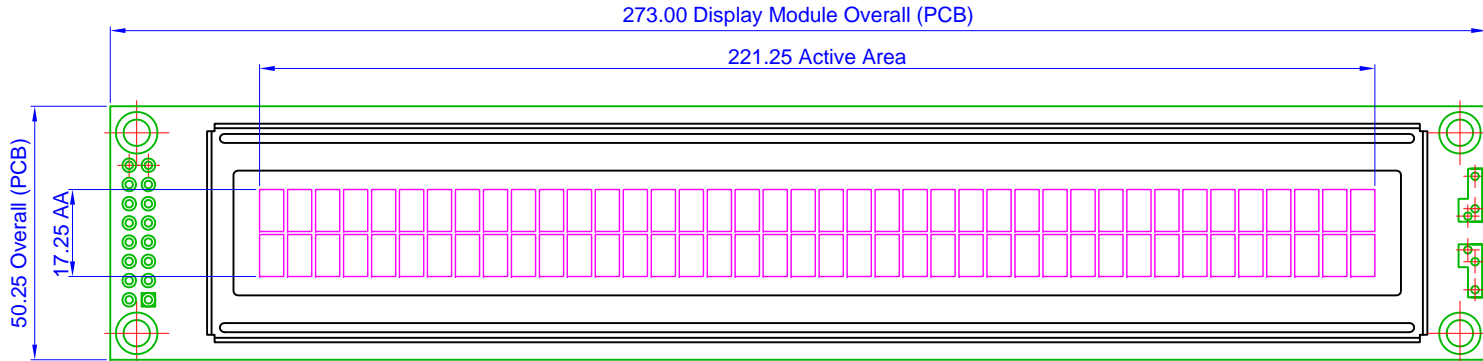 273.00 Display Module Overall (PCB)
221.25 Active Area
50.25 Overall (PCB)
17.25 AA